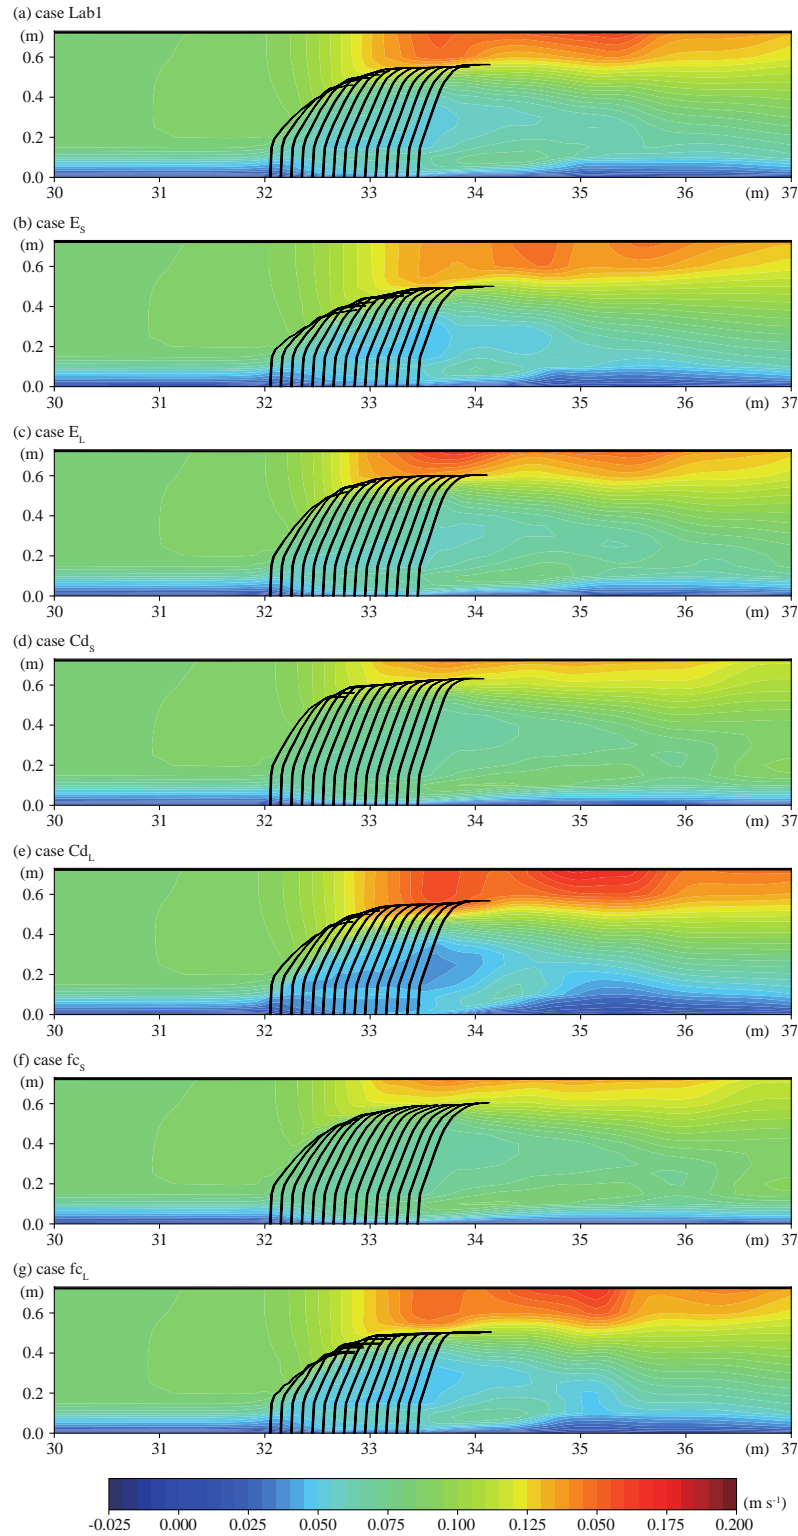 (a) case Lab1
(m)
0.6
0.4
0.2
0.0
30 31 32 33 34 35 36 (m) 37
(b) case E_S
(m)
0.6
0.4
0.2
0.0
30 31 32 33 34 35 36 (m) 37
(c) case E_L
(m)
0.6
0.4
0.2
0.0
30 31 32 33 34 35 36 (m) 37
(d) case Cd_S
(m)
0.6
0.4
0.2
0.0
30 31 32 33 34 35 36 (m) 37
(e) case Cd_L
(m)
0.6
0.4
0.2
0.0
30 31 32 33 34 35 36 (m) 37
(f) case fc_S
(m)
0.6
0.4
0.2
0.0
30 31 32 33 34 35 36 (m) 37
(g) case fc_L
(m)
0.6
0.4
0.2
0.0
30 31 32 33 34 35 36 (m) 37
(m s⁻¹)
-0.025 0.000 0.025 0.050 0.075 0.100 0.125 0.150 0.175 0.200